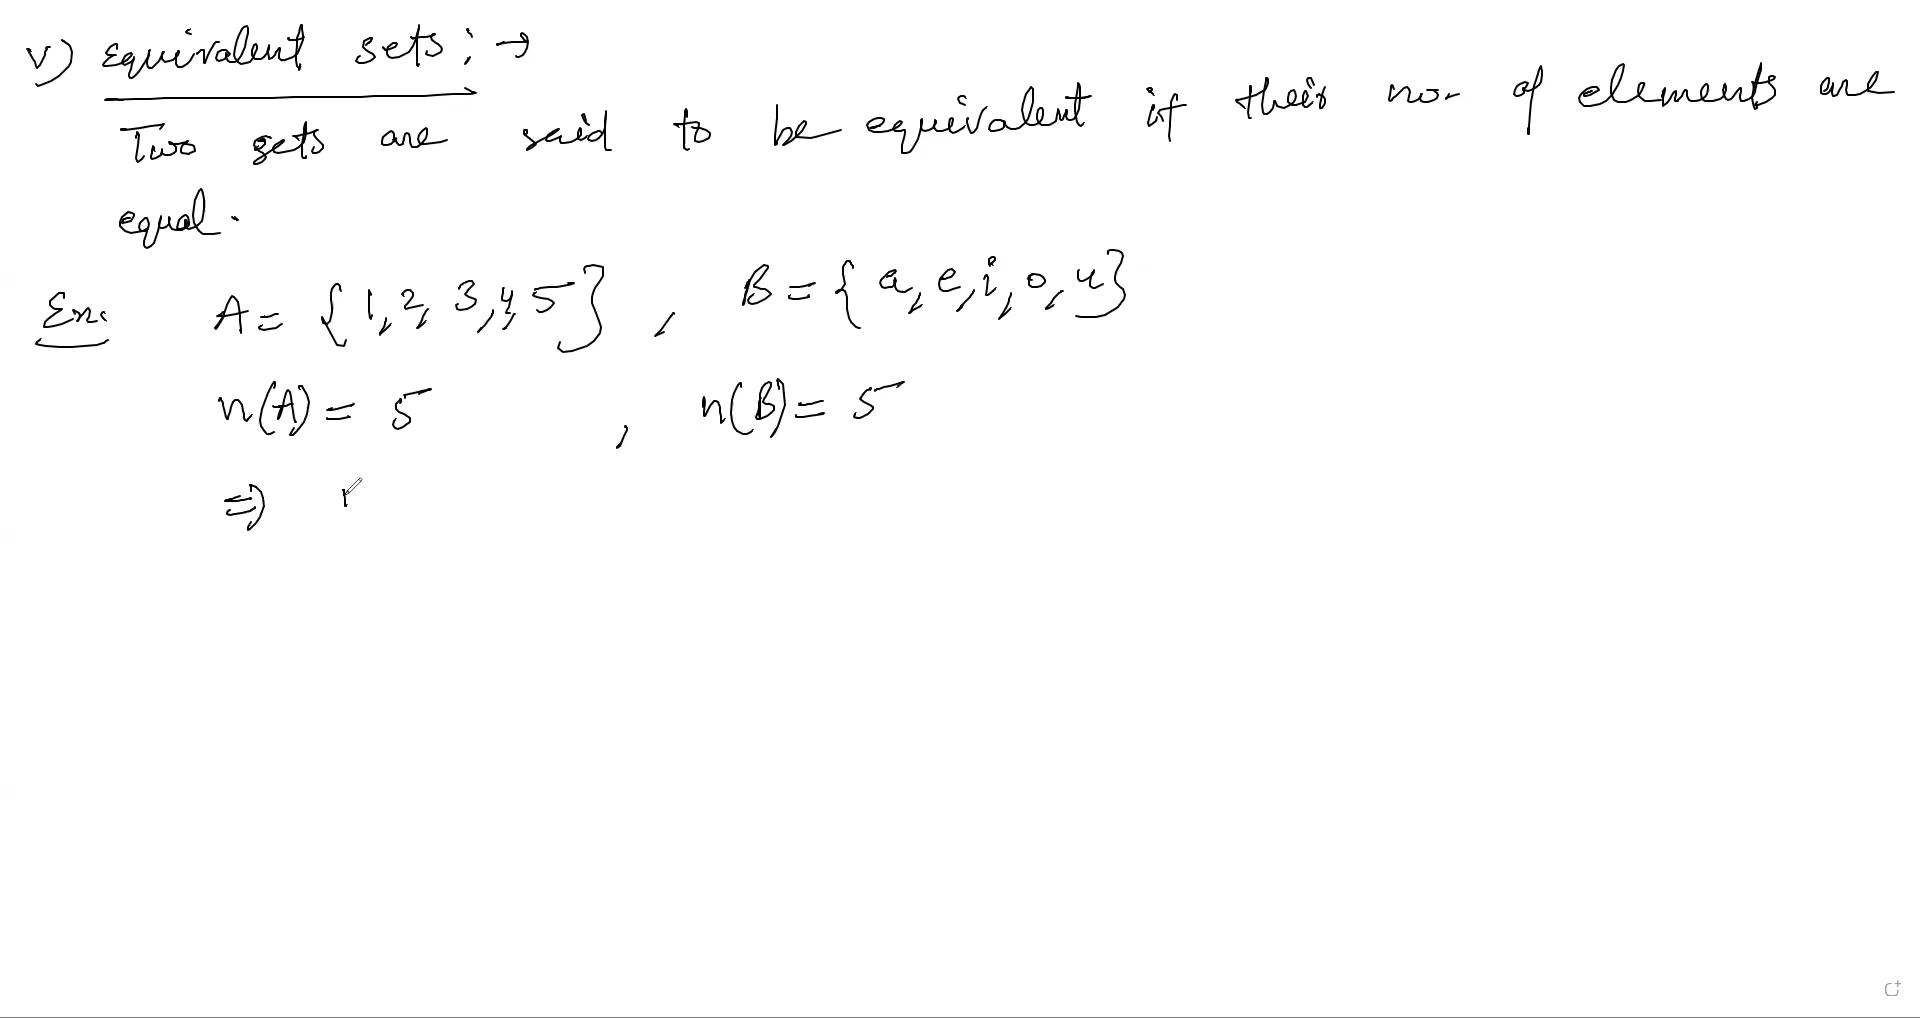 v) Equivalent sets : →
Two sets are said to be equivalent if their no. of elements are
equal.
Ex: A = {1, 2, 3, 4, 5} , B = {a, e, i, o, u}
n(A) = 5 , n(B) = 5
⇒